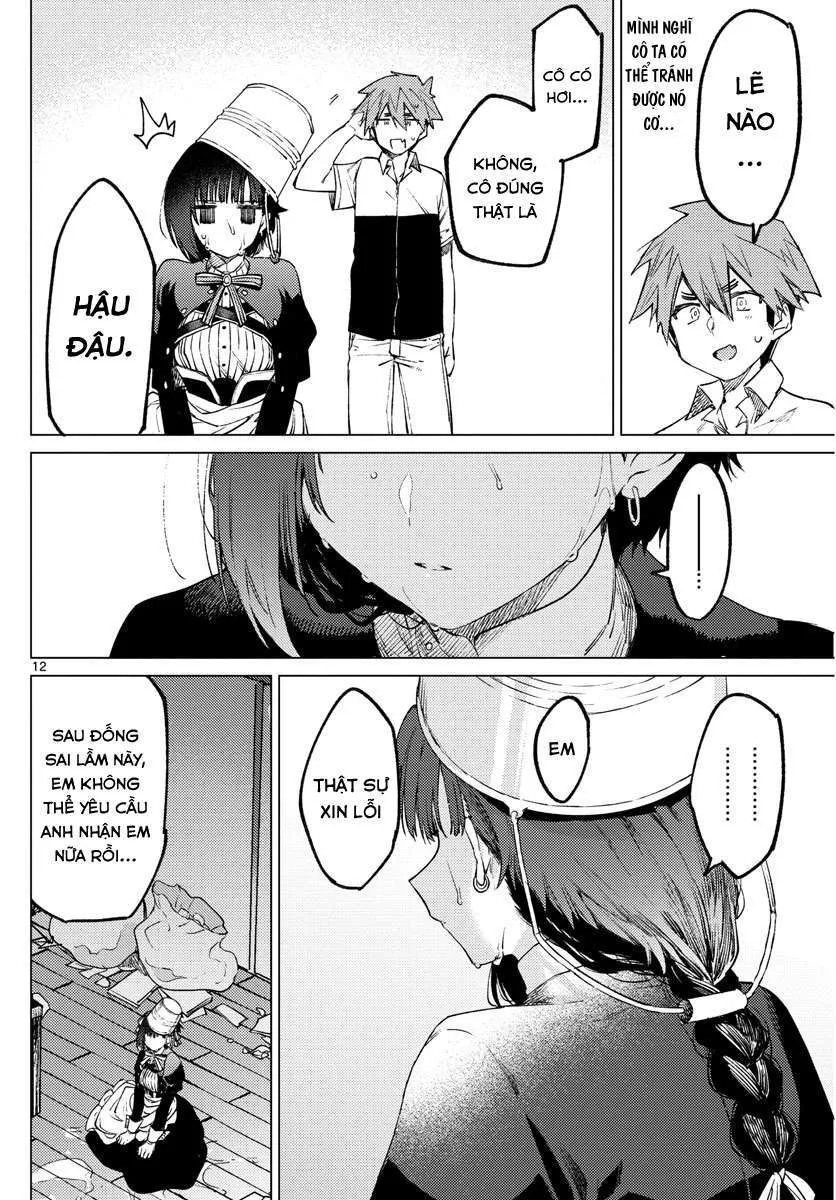 LẼ
NÀO
...
MÌNH NGHĨ
CÔ TA CÓ
THỂ TRÁNH
ĐƯỢC NÓ
CƠ...
CÔ CÓ
HƠI...
KHÔNG,
CÔ ĐÚNG
THẬT LÀ
HẬU
ĐẬU.
12
EM
THẬT SỰ
XIN LỖI
SAU ĐỐNG
SAI LẦM NÀY,
EM KHÔNG
THỂ YÊU CẦU
ANH NHẬN EM
NỮA RỒI...